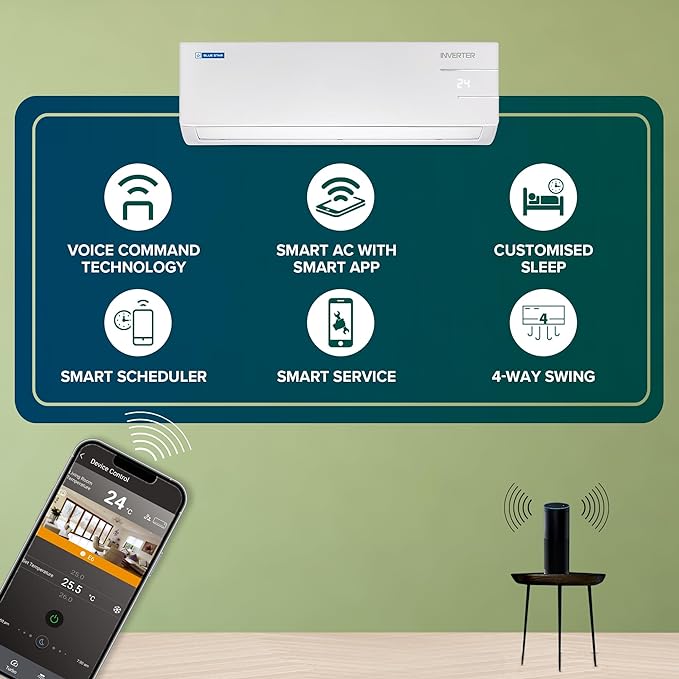 BLUE STAR
INVERTER
24
VOICE COMMAND
TECHNOLOGY
SMART AC WITH
SMART APP
CUSTOMISED
SLEEP
SMART SCHEDULER
SMART SERVICE
4
4-WAY SWING
Device Control
Living Room
Temperature
24 °C
25.0
Set Temperature
25.5 °C
26.0
Turbo